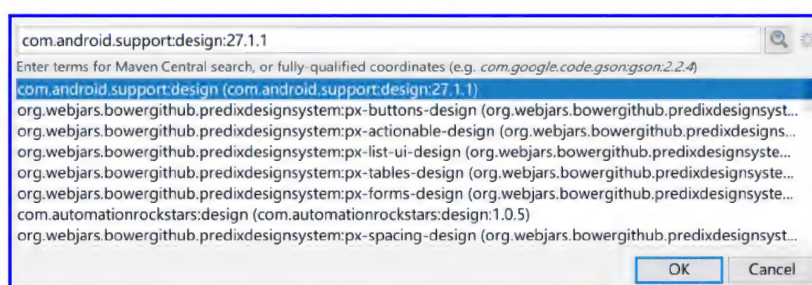 com.android.support:design:27.1.1
Enter terms for Maven Central search, or fully-qualified coordinates (e.g. com.google.code.gson:gson:2.2.4)
com.android.support:design (com.android.support:design:27.1.1)
org.webjars.bowergithub.predixdesignsystem:px-buttons-design (org.webjars.bowergithub.predixdesignsyst...
org.webjars.bowergithub.predixdesignsystem:px-actionable-design (org.webjars.bowergithub.predixdesigns...
org.webjars.bowergithub.predixdesignsystem:px-list-ui-design (org.webjars.bowergithub.predixdesignsyste...
org.webjars.bowergithub.predixdesignsystem:px-tables-design (org.webjars.bowergithub.predixdesignsyste...
org.webjars.bowergithub.predixdesignsystem:px-forms-design (org.webjars.bowergithub.predixdesignsyste...
com.automationrockstars:design (com.automationrockstars:design:1.0.5)
org.webjars.bowergithub.predixdesignsystem:px-spacing-design (org.webjars.bowergithub.predixdesignsyst...
OK Cancel